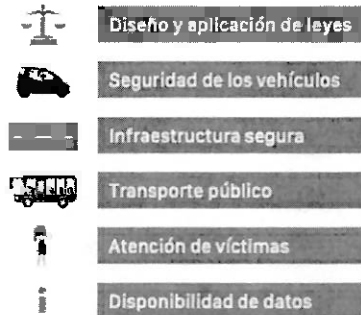 Diseño y aplicación de leyes
Seguridad de los vehículos
Infraestructura segura
Transporte público
Atención de víctimas
Disponibilidad de datos